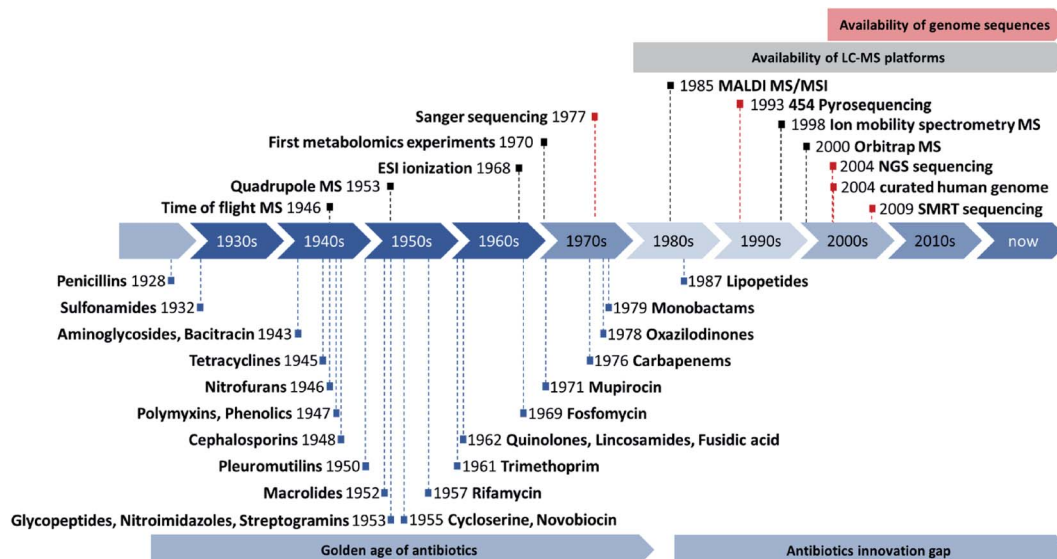 Availability of genome sequences
Availability of LC-MS platforms
1985 MALDI MS/MSI
1993 454 Pyrosequencing
Sanger sequencing 1977
1998 Ion mobility spectrometry MS
First metabolomics experiments 1970
2000 Orbitrap MS
ESI ionization 1968
2004 NGS sequencing
Quadrupole MS 1953
2004 curated human genome
Time of flight MS 1946
2009 SMRT sequencing
1930s 1940s 1950s 1960s 1970s 1980s 1990s 2000s 2010s now
Penicillins 1928
1987 Lipopetides
Sulfonamides 1932
1979 Monobactams
Aminoglycosides, Bacitracin 1943
1978 Oxazilodinones
Tetracyclines 1945
1976 Carbapenems
Nitrofurans 1946
1971 Mupirocin
Polymyxins, Phenolics 1947
1969 Fosfomycin
Cephalosporins 1948
1962 Quinolones, Lincosamides, Fusidic acid
Pleuromutilins 1950
1961 Trimethoprim
Macrolides 1952
1957 Rifamycin
Glycopeptides, Nitroimidazoles, Streptogramins 1953
1955 Cycloserine, Novobiocin
Golden age of antibiotics
Antibiotics innovation gap